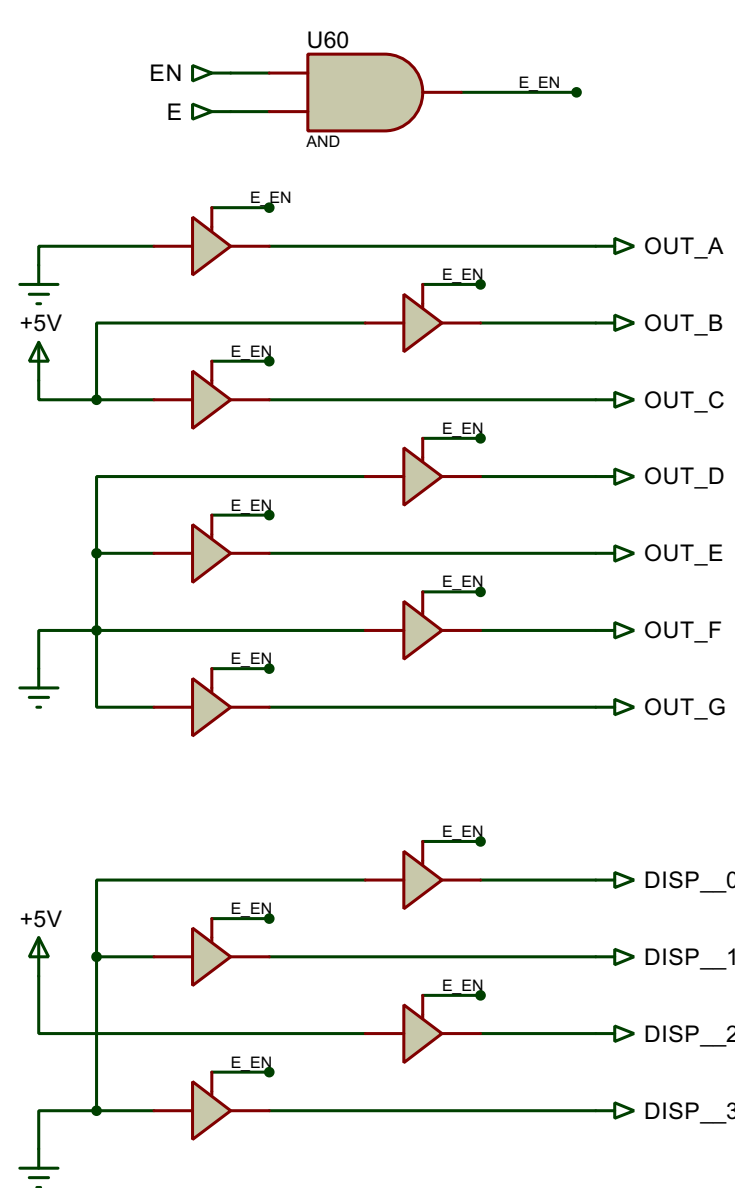 U60
EN
E
E_EN
AND
E_EN
OUT_A
E_EN
+5V
OUT_B
E_EN
OUT_C
E_EN
OUT_D
E_EN
OUT_E
E_EN
OUT_F
E_EN
OUT_G
E_EN
DISP__0
E_EN
+5V
DISP__1
E_EN
DISP__2
E_EN
DISP__3